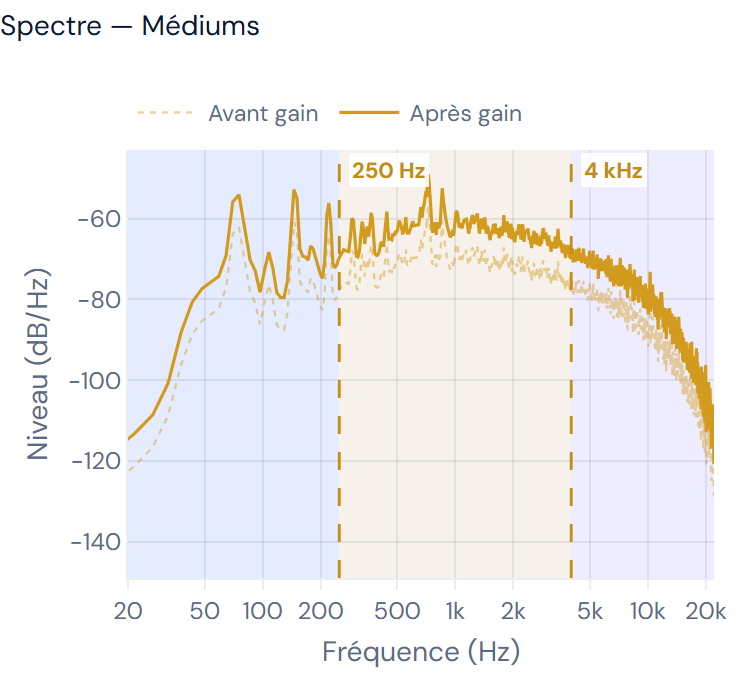 Spectre — Médiums
Avant gain Après gain
250 Hz 4 kHz
Niveau (dB/Hz)
−60
−80
−100
−120
−140
20 50 100 200 500 1k 2k 5k 10k 20k
Fréquence (Hz)